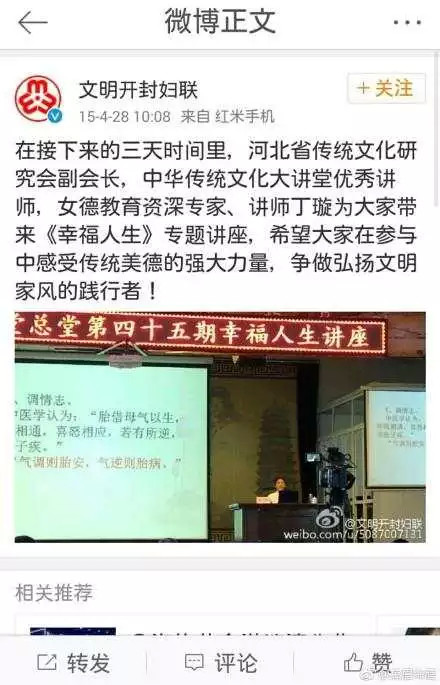 微博正文
文明开封妇联
+关注
15-4-28 10:08 来自 红米手机
在接下来的三天时间里，河北省传统文化研
究会副会长，中华传统文化大讲堂优秀讲
师，女德教育资深专家、讲师丁璇为大家带
来《幸福人生》专题讲座，希望大家在参与
中感受传统美德的强大力量，争做弘扬文明
家风的践行者！
堂总堂第四十五期幸福人生讲座
、调情志。
中医学认为：“胎借母气以生，
相通，喜怒相应，若有所逆，
子疾。
“气调则胎安，气逆则胎病。”
@文明开封妇联
weibo.com/u/5087007131
相关推荐
转发
评论
赞